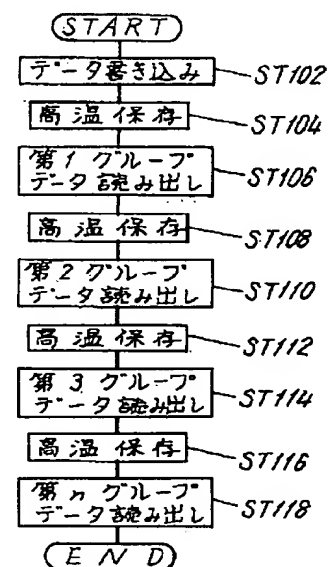 START
データ書き込み ST102
高温保存 ST104
第1グループ
データ読み出し ST106
高温保存 ST108
第2グループ
データ読み出し ST110
高温保存 ST112
第3グループ
データ読み出し ST114
高温保存 ST116
第nグループ
データ読み出し ST118
END